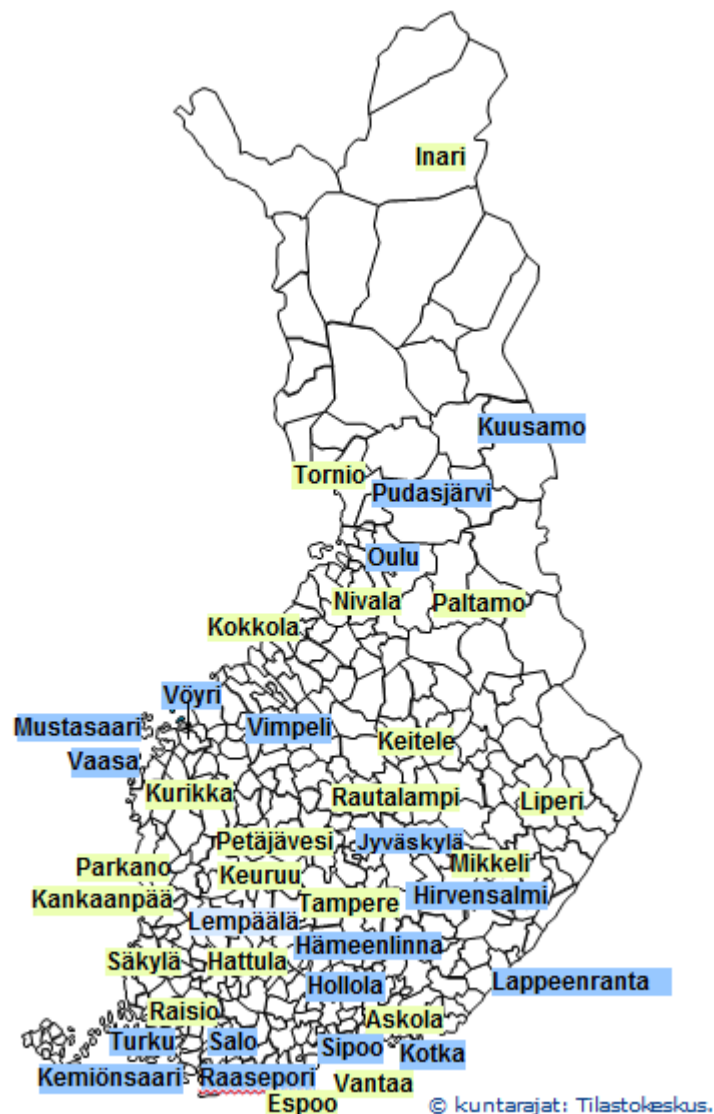 Inari
Kuusamo
Tornio
Pudasjärvi
Oulu
Nivala
Paltamo
Kokkola
Vöyri
Mustasaari
Vimpeli
Keitele
Vaasa
Kurikka
Rautalampi
Liperi
Petäjävesi
Jyväskylä
Parkano
Keuruu
Mikkeli
Kankaanpää
Tampere
Hirvensalmi
Lempäälä
Hämeenlinna
Säkylä
Hattula
Hollola
Lappeenranta
Raisio
Askola
Turku
Salo
Sipoo
Kotka
Kemiönsaari
Raasepori
Vantaa
Espoo
© kuntarajat: Tilastokeskus.